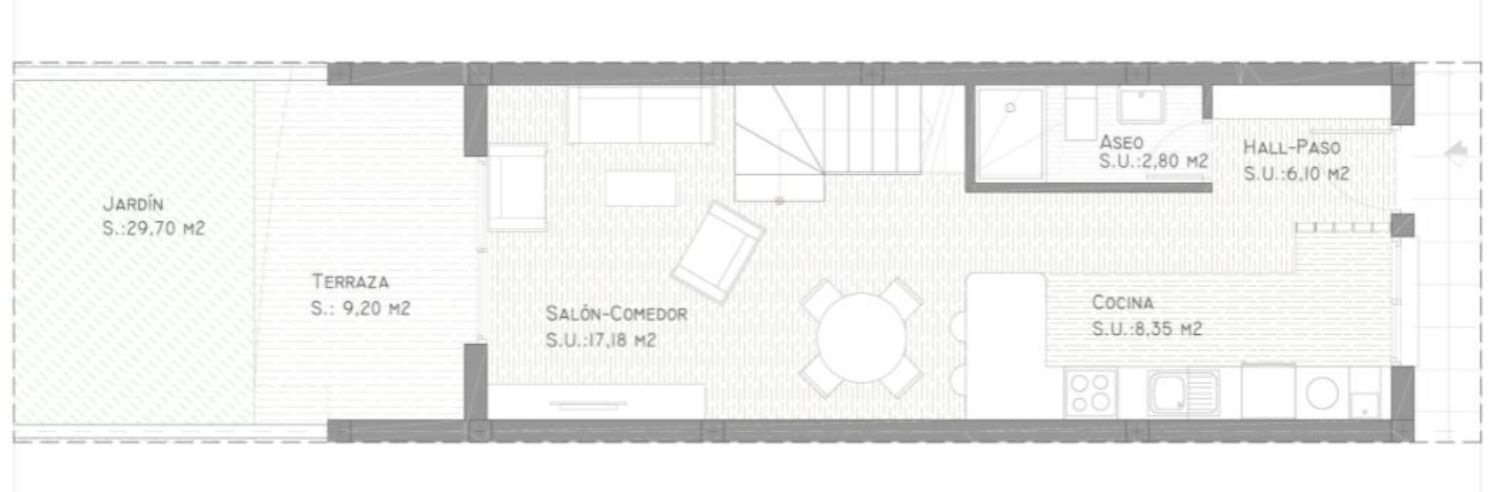 Jardín
S.:29,70 m2
Terraza
S.: 9,20 m2
Salón-Comedor
S.U.:17,18 m2
Aseo
S.U.:2,80 m2
Hall-Paso
S.U.:6,10 m2
Cocina
S.U.:8,35 m2